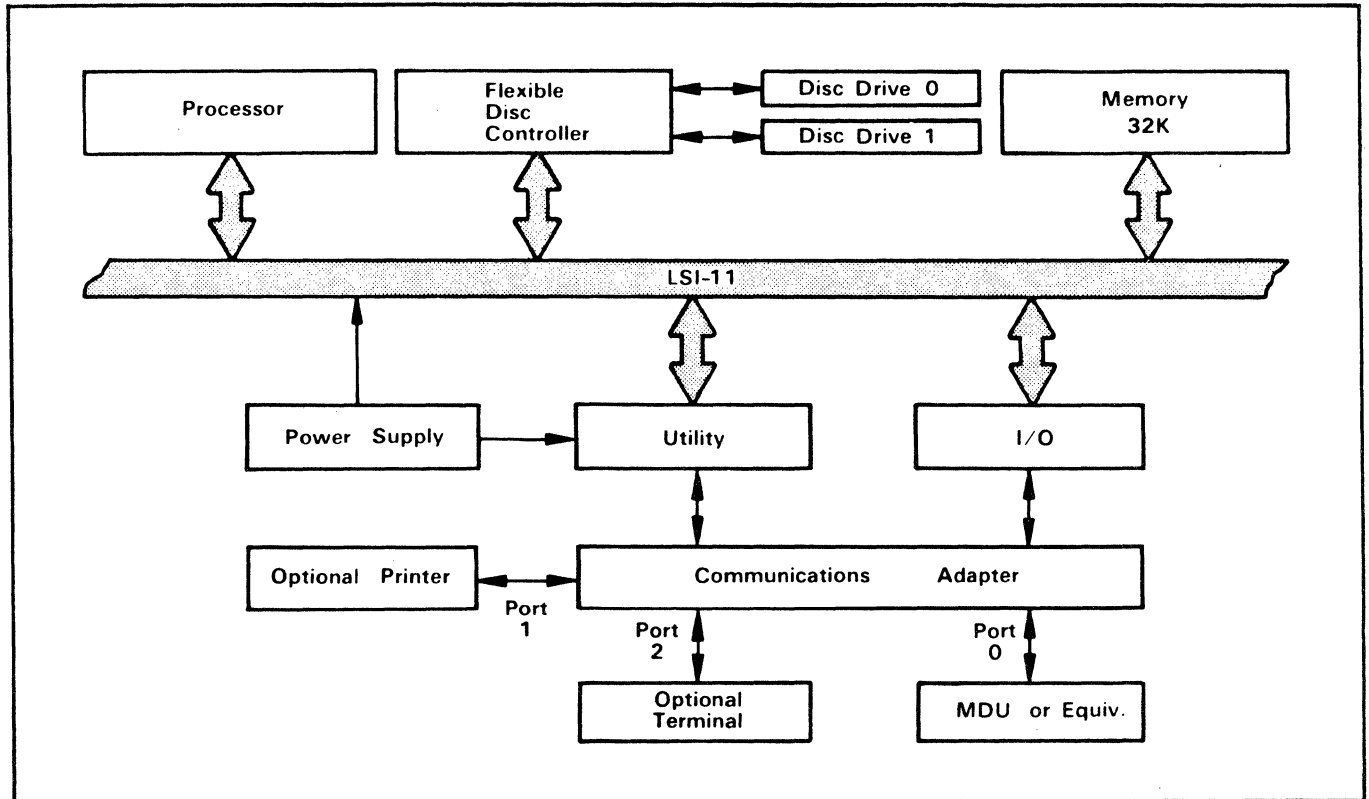 Processor
Flexible
Disc
Controller
Disc Drive 0
Disc Drive 1
Memory
32K
LSI-11
Power Supply
Utility
I/O
Optional Printer
Communications Adapter
Port
1
Port
2
Port
0
Optional
Terminal
MDU or Equiv.